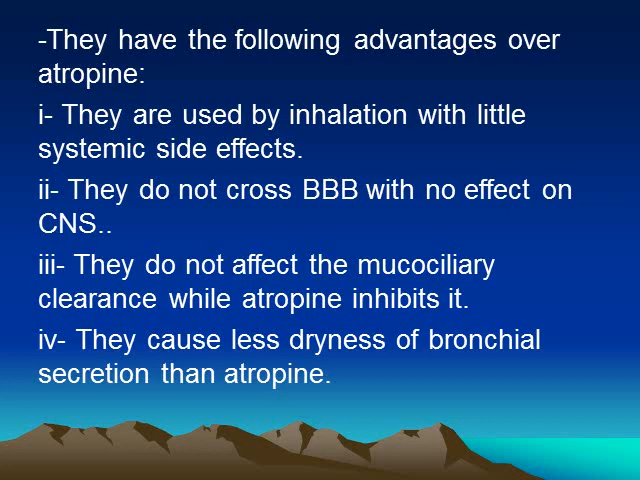 -They have the following advantages over
atropine:
i- They are used by inhalation with little
systemic side effects.
ii- They do not cross BBB with no effect on
CNS..
iii- They do not affect the mucociliary
clearance while atropine inhibits it.
iv- They cause less dryness of bronchial
secretion than atropine.